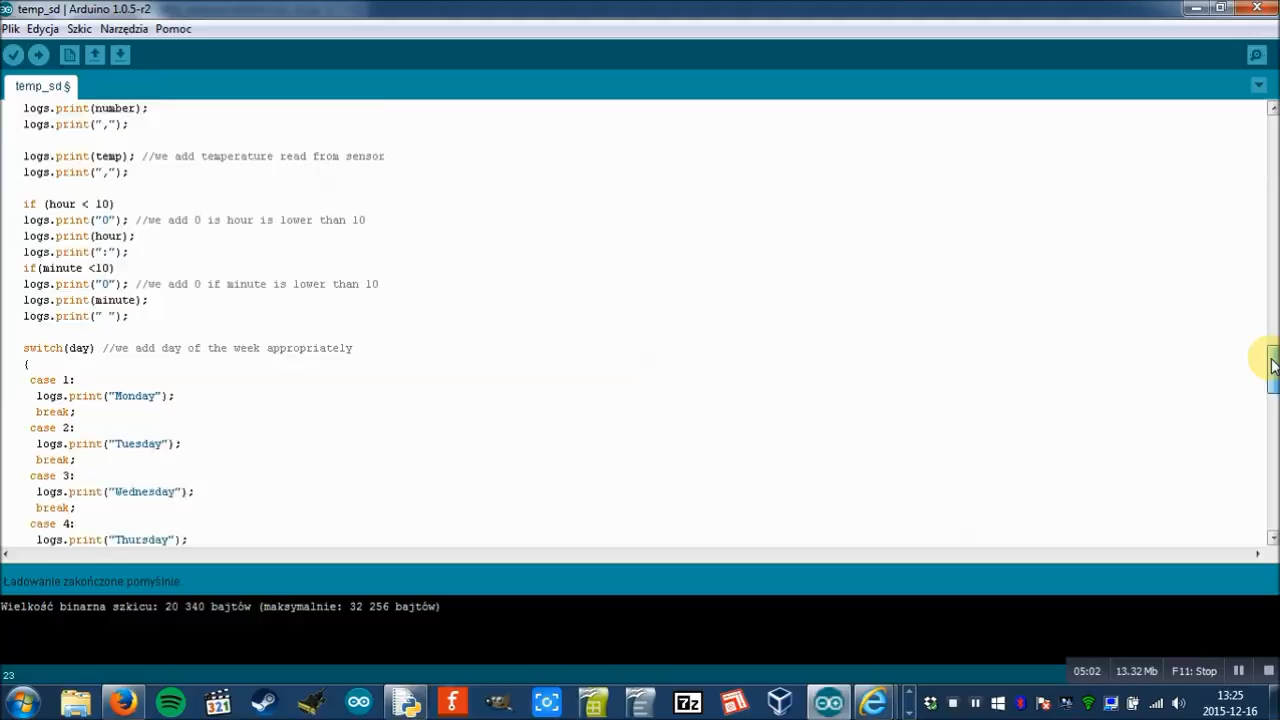 temp_sd | Arduino 1.0.5-r2
Plik Edycja Szkic Narzędzia Pomoc
temp_sd §
logs.print(number);
logs.print(",");
logs.print(temp); //we add temperature read from sensor
logs.print(",");
if (hour < 10)
logs.print("0"); //we add 0 is hour is lower than 10
logs.print(hour);
logs.print(":");
if(minute <10)
logs.print("0"); //we add 0 if minute is lower than 10
logs.print(minute);
logs.print(" ");
switch(day) //we add day of the week appropriately
{
case 1:
logs.print("Monday");
break;
case 2:
logs.print("Tuesday");
break;
case 3:
logs.print("Wednesday");
break;
case 4:
logs.print("Thursday");
Ładowanie zakończone pomyślnie.
Wielkość binarna szkicu: 20 340 bajtów (maksymalnie: 32 256 bajtów)
05:02 13.32 Mb F11: Stop
23
321
7z
13:25
2015-12-16